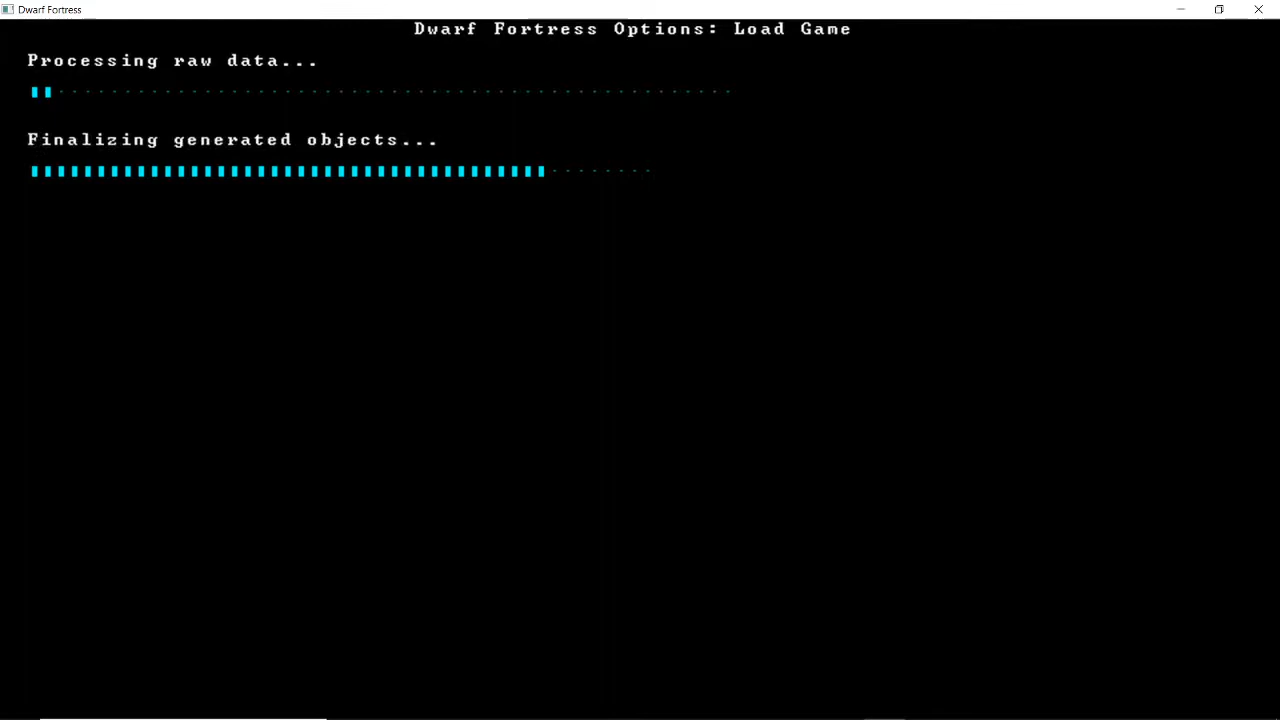 Dwarf Fortress
Dwarf Fortress Options: Load Game
Processing raw data...
Finalizing generated objects...